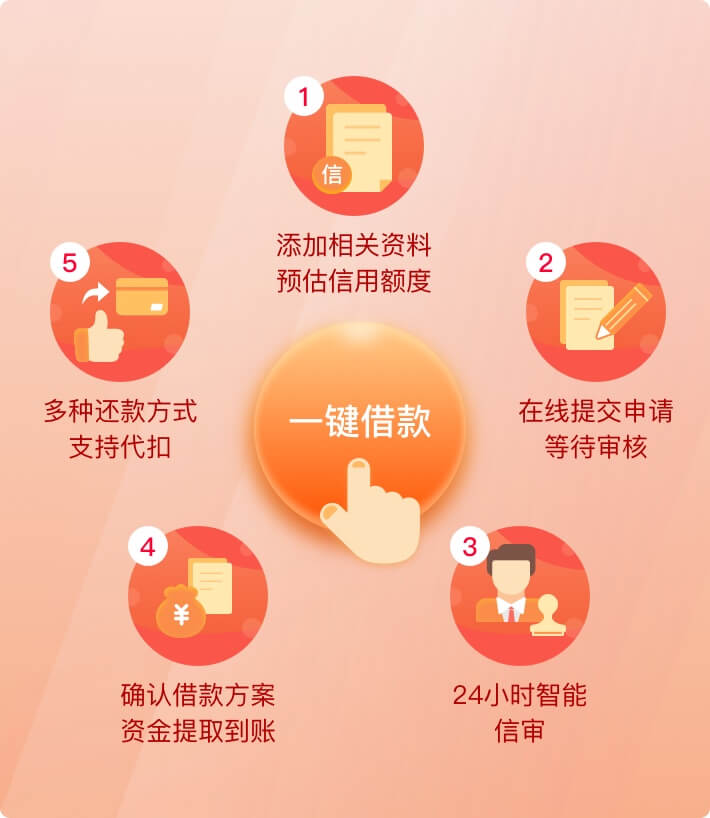 1
信
添加相关资料
预估信用额度
2
在线提交申请
等待审核
3
24小时智能
信审
4
¥
确认借款方案
资金提取到账
5
多种还款方式
支持代扣
一键借款